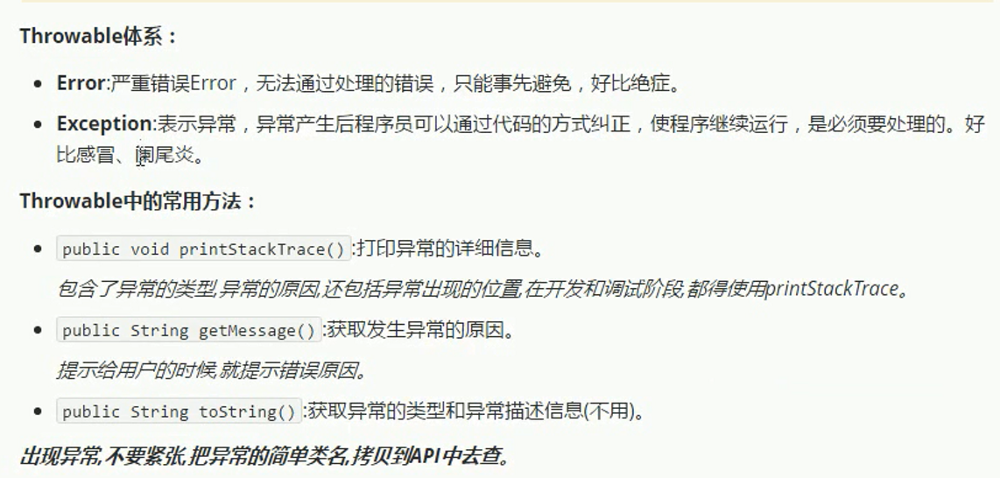 Throwable体系：
Error:严重错误Error，无法通过处理的错误，只能事先避免，好比绝症。
Exception:表示异常，异常产生后程序员可以通过代码的方式纠正，使程序继续运行，是必须要处理的。好
比感冒、阑尾炎。
Throwable中的常用方法：
public void printStackTrace():打印异常的详细信息。
包含了异常的类型,异常的原因,还包括异常出现的位置,在开发和调试阶段,都得使用printStackTrace。
public String getMessage():获取发生异常的原因。
提示给用户的时候,就提示错误原因。
public String toString():获取异常的类型和异常描述信息(不用)。
出现异常,不要紧张,把异常的简单类名,拷贝到API中去查。